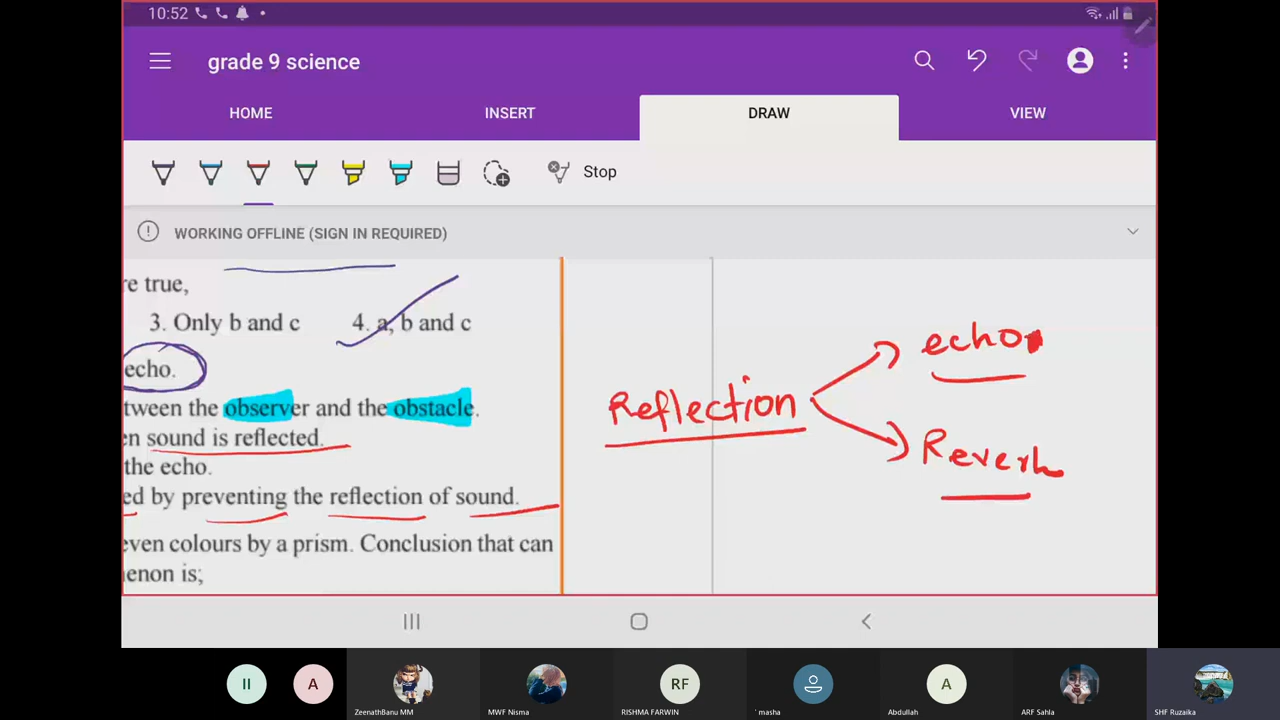 10:52
grade 9 science
HOME INSERT DRAW VIEW
Stop
WORKING OFFLINE (SIGN IN REQUIRED)
re true,
3. Only b and c 4. a, b and c
echo.
tween the observer and the obstacle.
en sound is reflected.
the echo.
ed by preventing the reflection of sound.
even colours by a prism. Conclusion that can
enon is;
echo
Reflection
II A RF A
ZeenathBanu MM MWF Nisma RISHMA FARWIN ' masha Abdullah ARF Sahla SHF Ruzaika